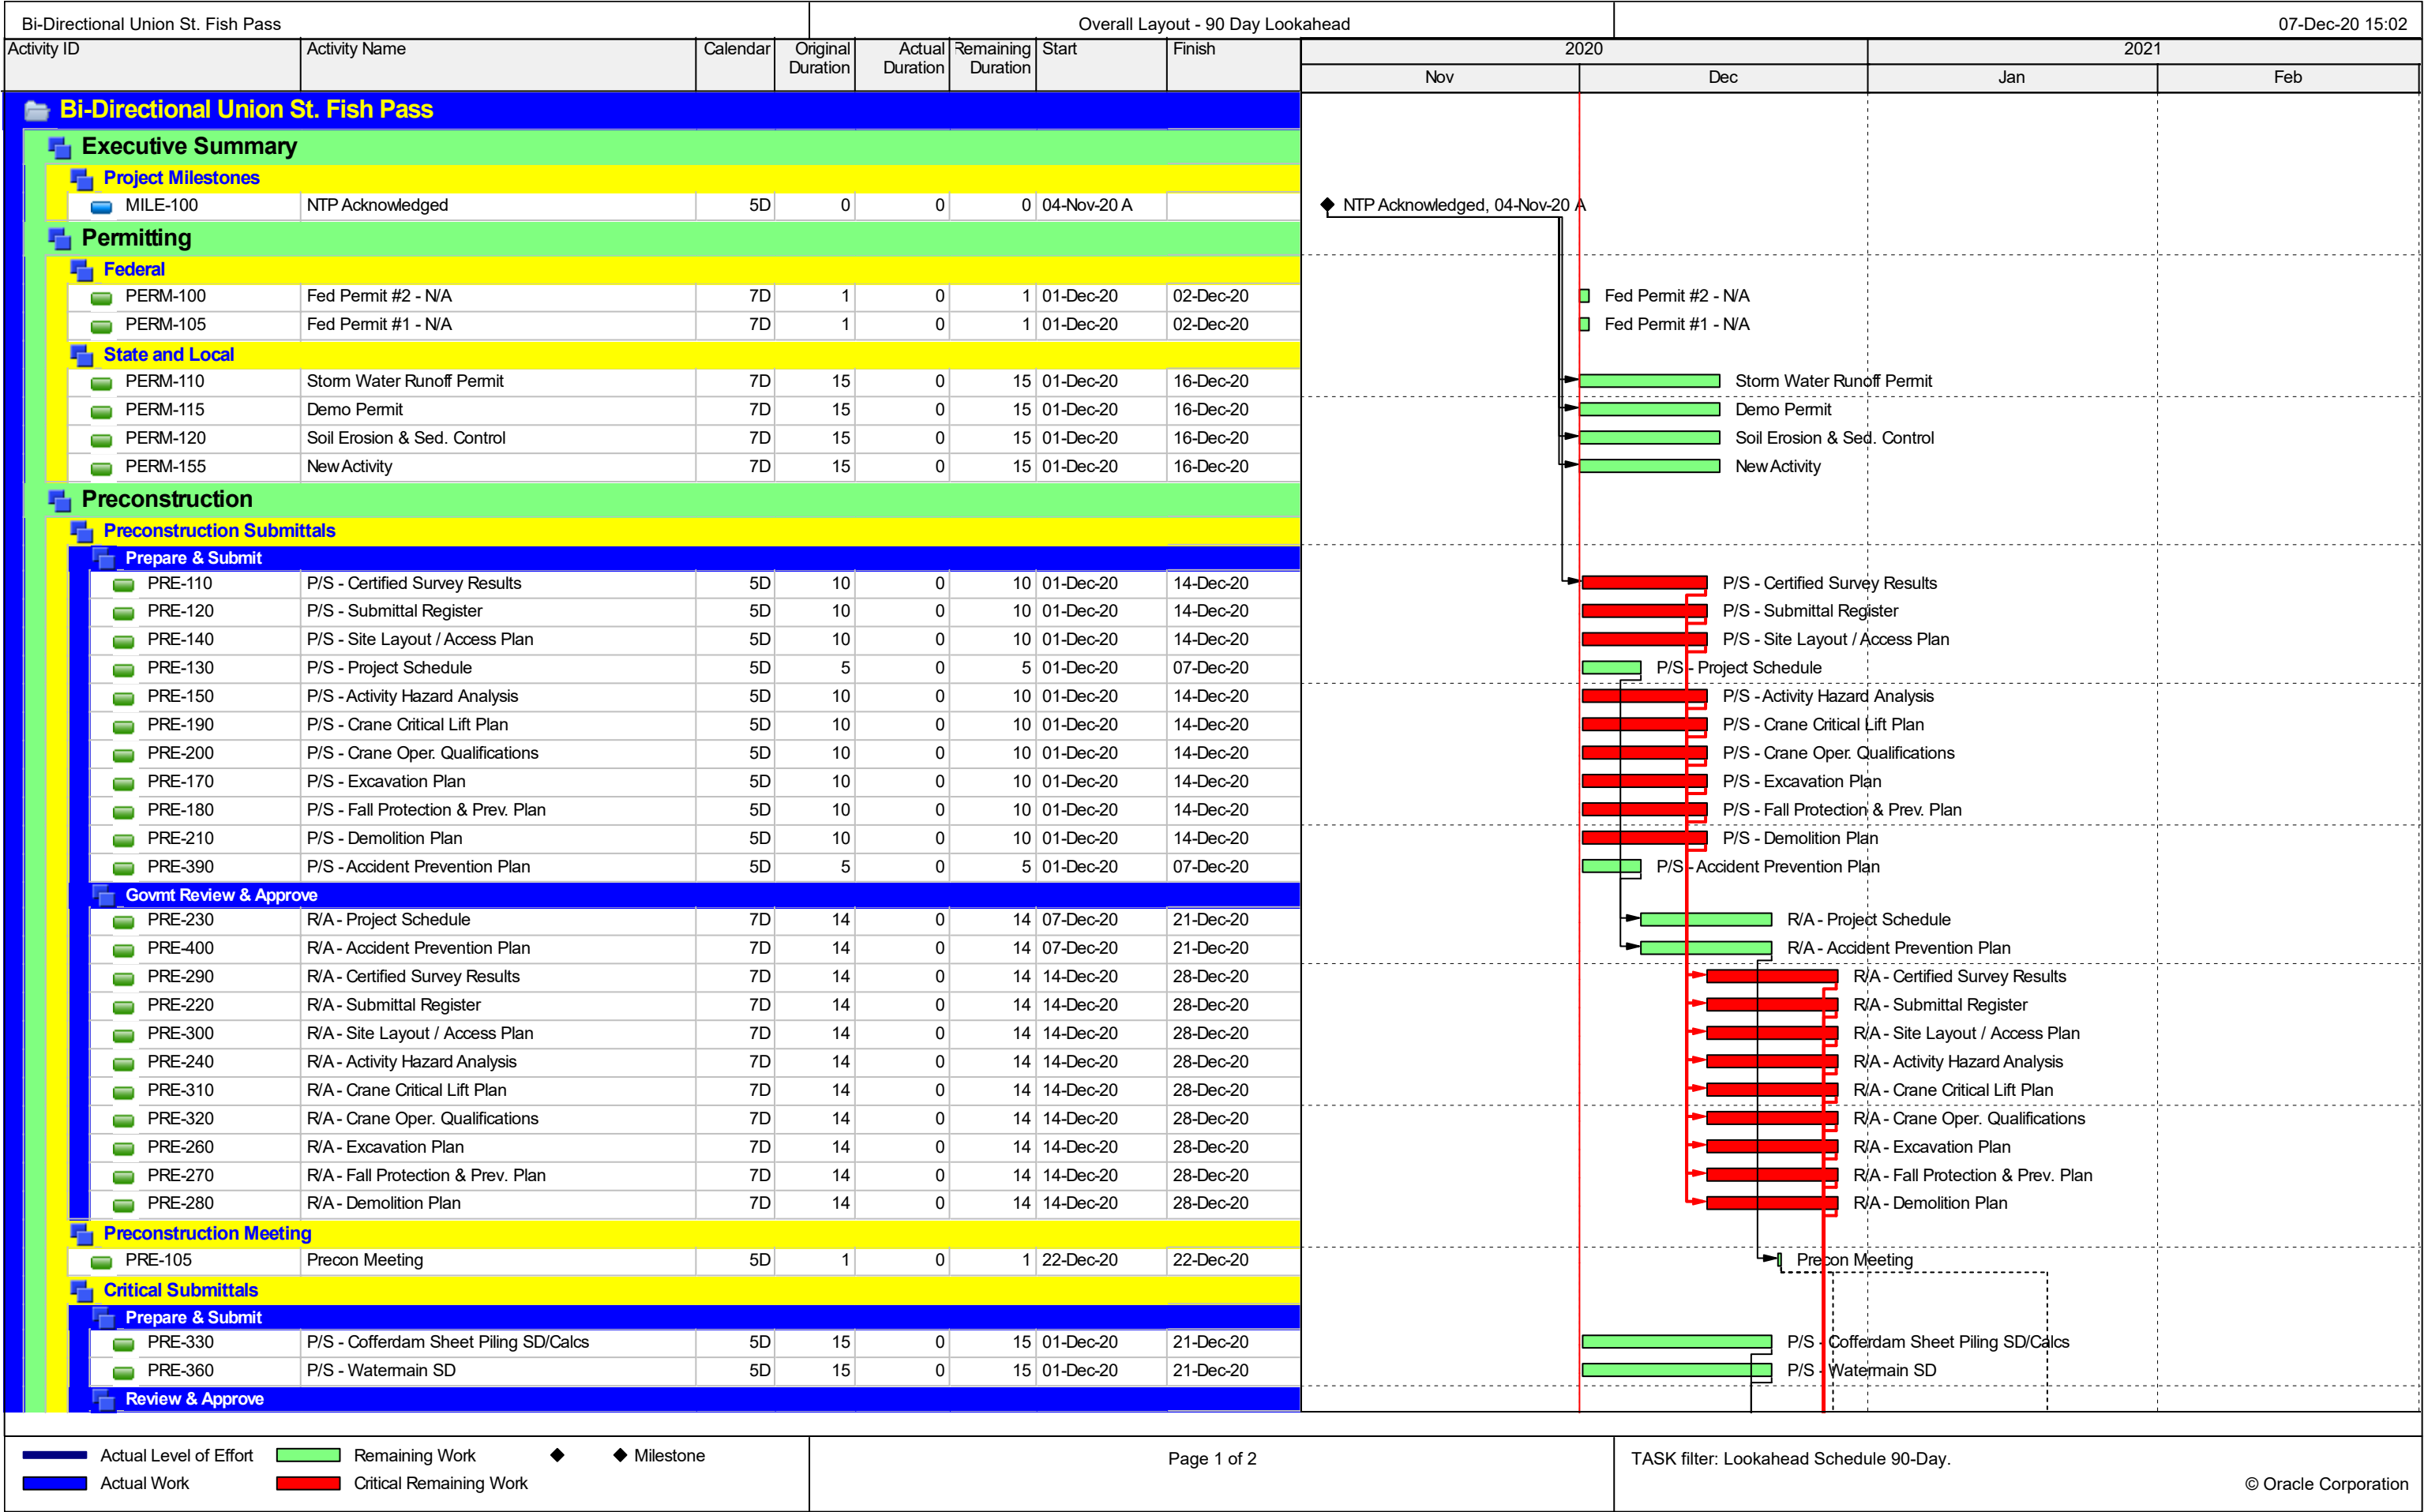 Bi-Directional Union St. Fish Pass Overall Layout - 90 Day Lookahead 07-Dec-20 15:02
Activity ID Activity Name Calendar Original Duration Actual Duration Remaining Duration Start Finish 2020 2021
Nov Dec Jan Feb
Bi-Directional Union St. Fish Pass
Executive Summary
Project Milestones
MILE-100 NTP Acknowledged 5D 0 0 0 04-Nov-20 A NTP Acknowledged, 04-Nov-20 A
Permitting
Federal
PERM-100 Fed Permit #2 - N/A 7D 1 0 1 01-Dec-20 02-Dec-20 Fed Permit #2 - N/A
PERM-105 Fed Permit #1 - N/A 7D 1 0 1 01-Dec-20 02-Dec-20 Fed Permit #1 - N/A
State and Local
PERM-110 Storm Water Runoff Permit 7D 15 0 15 01-Dec-20 16-Dec-20 Storm Water Runoff Permit
PERM-115 Demo Permit 7D 15 0 15 01-Dec-20 16-Dec-20 Demo Permit
PERM-120 Soil Erosion & Sed. Control 7D 15 0 15 01-Dec-20 16-Dec-20 Soil Erosion & Sed. Control
PERM-155 New Activity 7D 15 0 15 01-Dec-20 16-Dec-20 New Activity
Preconstruction
Preconstruction Submittals
Prepare & Submit
PRE-110 P/S - Certified Survey Results 5D 10 0 10 01-Dec-20 14-Dec-20 P/S - Certified Survey Results
PRE-120 P/S - Submittal Register 5D 10 0 10 01-Dec-20 14-Dec-20 P/S - Submittal Register
PRE-140 P/S - Site Layout / Access Plan 5D 10 0 10 01-Dec-20 14-Dec-20 P/S - Site Layout / Access Plan
PRE-130 P/S - Project Schedule 5D 5 0 5 01-Dec-20 07-Dec-20 P/S - Project Schedule
PRE-150 P/S - Activity Hazard Analysis 5D 10 0 10 01-Dec-20 14-Dec-20 P/S - Activity Hazard Analysis
PRE-190 P/S - Crane Critical Lift Plan 5D 10 0 10 01-Dec-20 14-Dec-20 P/S - Crane Critical Lift Plan
PRE-200 P/S - Crane Oper. Qualifications 5D 10 0 10 01-Dec-20 14-Dec-20 P/S - Crane Oper. Qualifications
PRE-170 P/S - Excavation Plan 5D 10 0 10 01-Dec-20 14-Dec-20 P/S - Excavation Plan
PRE-180 P/S - Fall Protection & Prev. Plan 5D 10 0 10 01-Dec-20 14-Dec-20 P/S - Fall Protection & Prev. Plan
PRE-210 P/S - Demolition Plan 5D 10 0 10 01-Dec-20 14-Dec-20 P/S - Demolition Plan
PRE-390 P/S - Accident Prevention Plan 5D 5 0 5 01-Dec-20 07-Dec-20 P/S - Accident Prevention Plan
Govmt Review & Approve
PRE-230 R/A - Project Schedule 7D 14 0 14 07-Dec-20 21-Dec-20 R/A - Project Schedule
PRE-400 R/A - Accident Prevention Plan 7D 14 0 14 07-Dec-20 21-Dec-20 R/A - Accident Prevention Plan
PRE-290 R/A - Certified Survey Results 7D 14 0 14 14-Dec-20 28-Dec-20 R/A - Certified Survey Results
PRE-220 R/A - Submittal Register 7D 14 0 14 14-Dec-20 28-Dec-20 R/A - Submittal Register
PRE-300 R/A - Site Layout / Access Plan 7D 14 0 14 14-Dec-20 28-Dec-20 R/A - Site Layout / Access Plan
PRE-240 R/A - Activity Hazard Analysis 7D 14 0 14 14-Dec-20 28-Dec-20 R/A - Activity Hazard Analysis
PRE-310 R/A - Crane Critical Lift Plan 7D 14 0 14 14-Dec-20 28-Dec-20 R/A - Crane Critical Lift Plan
PRE-320 R/A - Crane Oper. Qualifications 7D 14 0 14 14-Dec-20 28-Dec-20 R/A - Crane Oper. Qualifications
PRE-260 R/A - Excavation Plan 7D 14 0 14 14-Dec-20 28-Dec-20 R/A - Excavation Plan
PRE-270 R/A - Fall Protection & Prev. Plan 7D 14 0 14 14-Dec-20 28-Dec-20 R/A - Fall Protection & Prev. Plan
PRE-280 R/A - Demolition Plan 7D 14 0 14 14-Dec-20 28-Dec-20 R/A - Demolition Plan
Preconstruction Meeting
PRE-105 Precon Meeting 5D 1 0 1 22-Dec-20 22-Dec-20 Precon Meeting
Critical Submittals
Prepare & Submit
PRE-330 P/S - Cofferdam Sheet Piling SD/Calcs 5D 15 0 15 01-Dec-20 21-Dec-20 P/S - Cofferdam Sheet Piling SD/Calcs
PRE-360 P/S - Watermain SD 5D 15 0 15 01-Dec-20 21-Dec-20 P/S - Watermain SD
Review & Approve
Actual Level of Effort Remaining Work Milestone Page 1 of 2 TASK filter: Lookahead Schedule 90-Day.
Actual Work Critical Remaining Work © Oracle Corporation